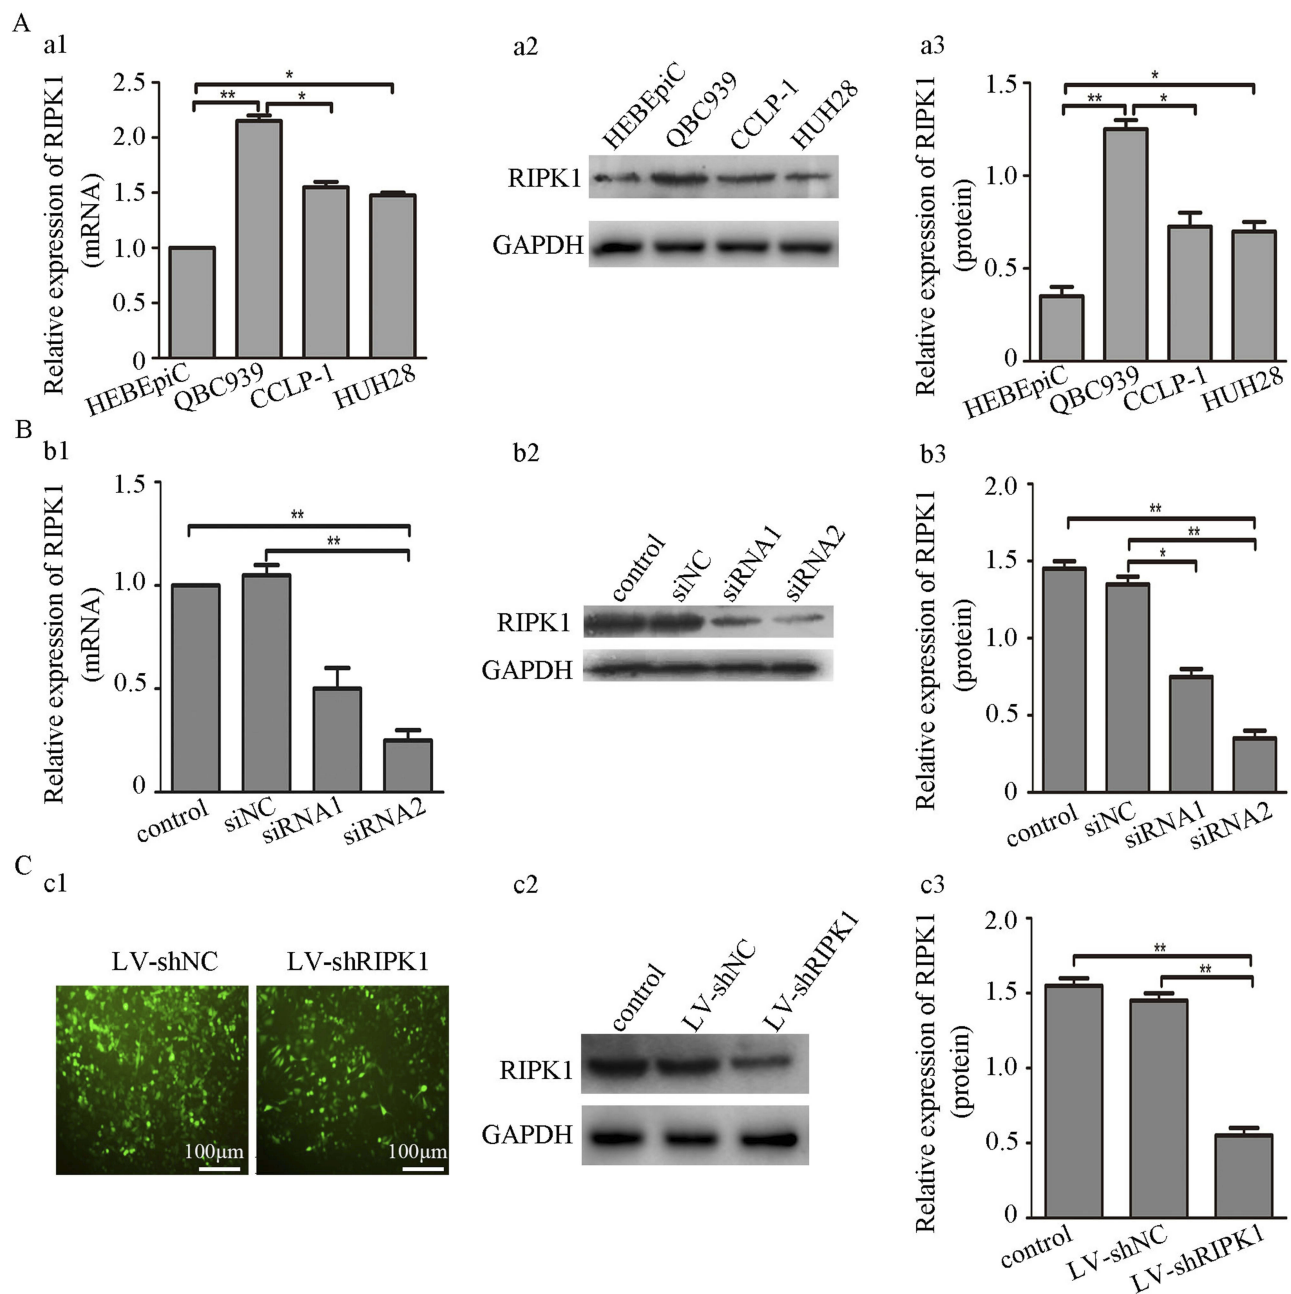 A
a1
Relative expression of RIPK1
(mRNA)
2.5
2.0
1.5
1.0
0.5
0
*
** *
HEBEpiC QBC939 CCLP-1 HUH28
a2
HEBEpiC QBC939 CCLP-1 HUH28
RIPK1
GAPDH
a3
Relative expression of RIPK1
(protein)
1.5
1.0
0.5
0
*
** *
HEBEpiC QBC939 CCLP-1 HUH28
B
b1
Relative expression of RIPK1
(mRNA)
1.5
1.0
0.5
0
**
**
control siNC siRNA1 siRNA2
b2
control siNC siRNA1 siRNA2
RIPK1
GAPDH
b3
Relative expression of RIPK1
(protein)
2.0
1.5
1.0
0.5
0
**
**
*
control siNC siRNA1 siRNA2
C
c1
LV-shNC LV-shRIPK1
100μm 100μm
c2
control LV-shNC LV-shRIPK1
RIPK1
GAPDH
c3
Relative expression of RIPK1
(protein)
2.0
1.5
1.0
0.5
0
**
**
control LV-shNC LV-shRIPK1